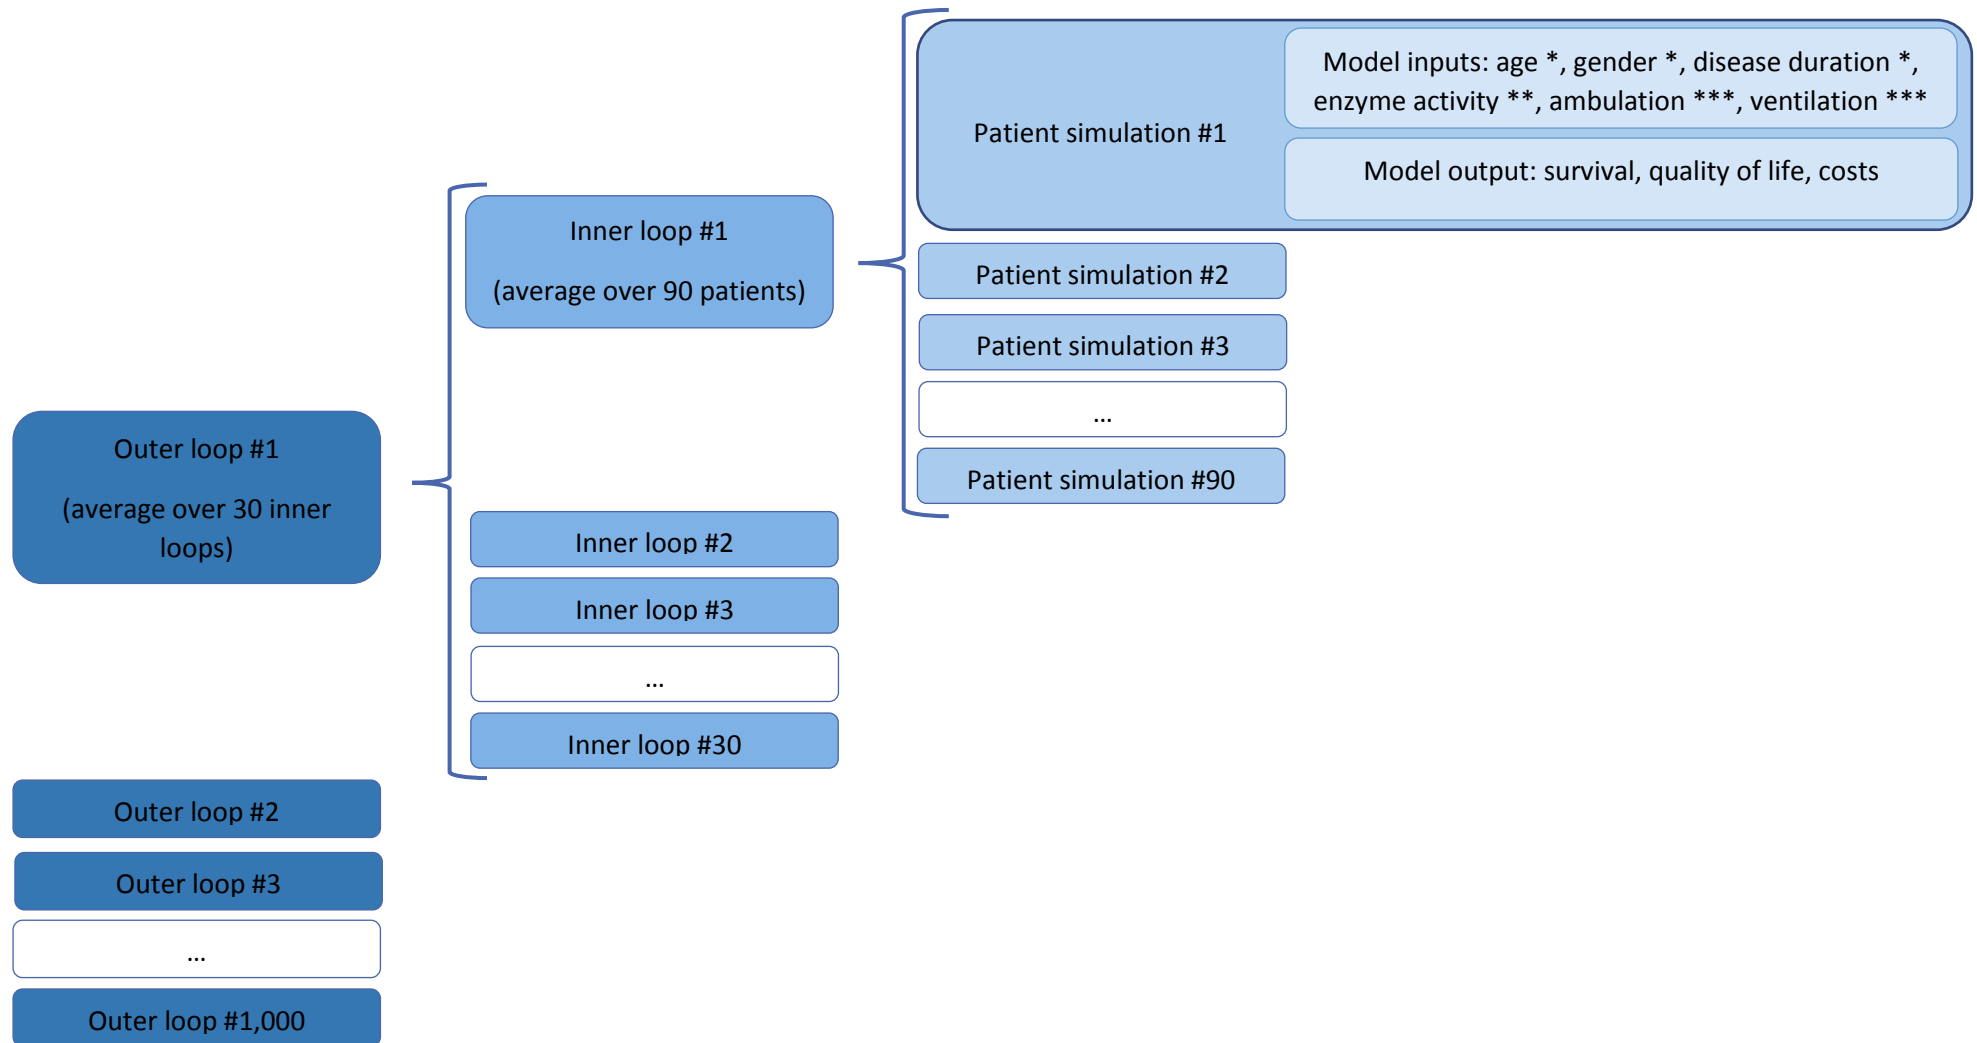 Outer loop #1
(average over 30 inner
loops)
Outer loop #2
Outer loop #3
...
Outer loop #1,000
Inner loop #1
(average over 90 patients)
Inner loop #2
Inner loop #3
...
Inner loop #30
Patient simulation #1
Model inputs: age *, gender *, disease duration *,
enzyme activity **, ambulation ***, ventilation ***
Model output: survival, quality of life, costs
Patient simulation #2
Patient simulation #3
...
Patient simulation #90